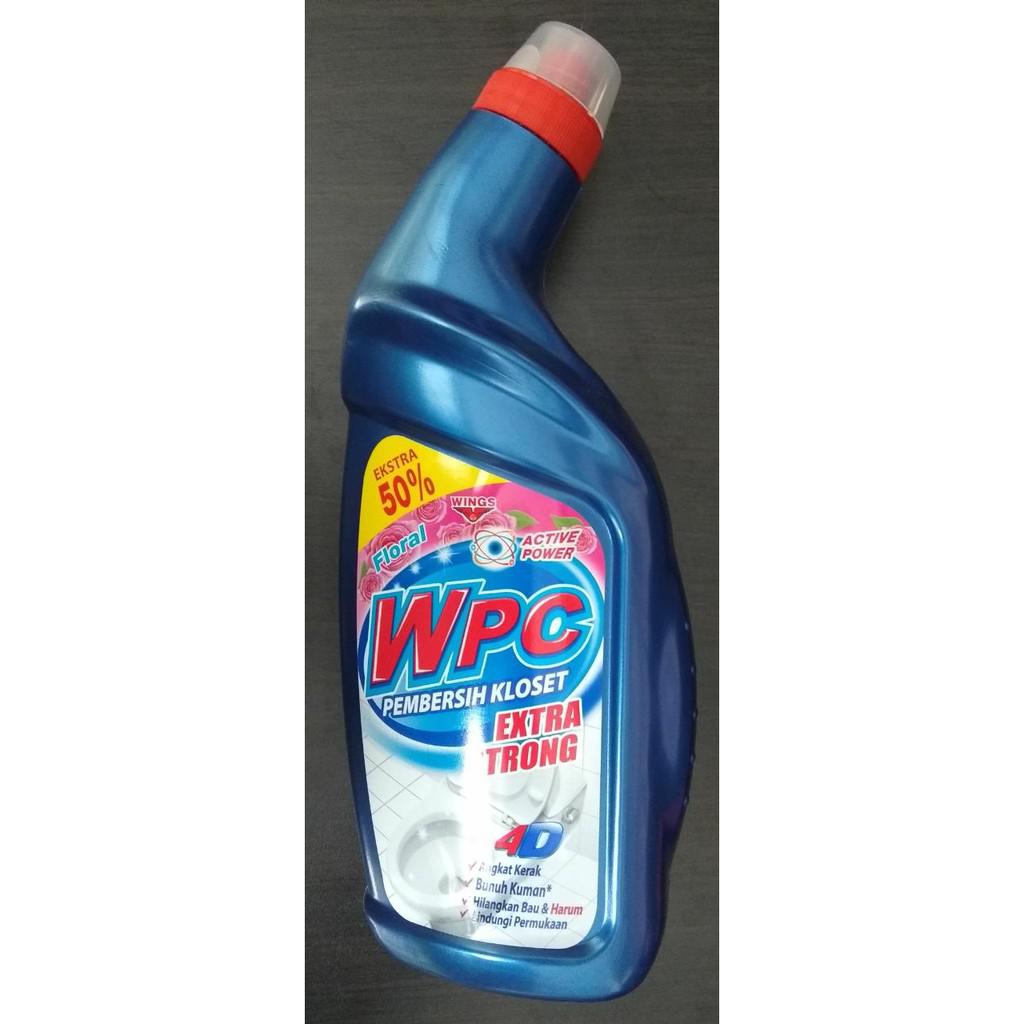 EKSTRA
50%
WINGS
Floral
ACTIVE
POWER
WPC
PEMBERSIH KLOSET
EXTRA
STRONG
4D
Angkat Kerak
Bunuh Kuman*
Hilangkan Bau & Harum
Lindungi Permukaan